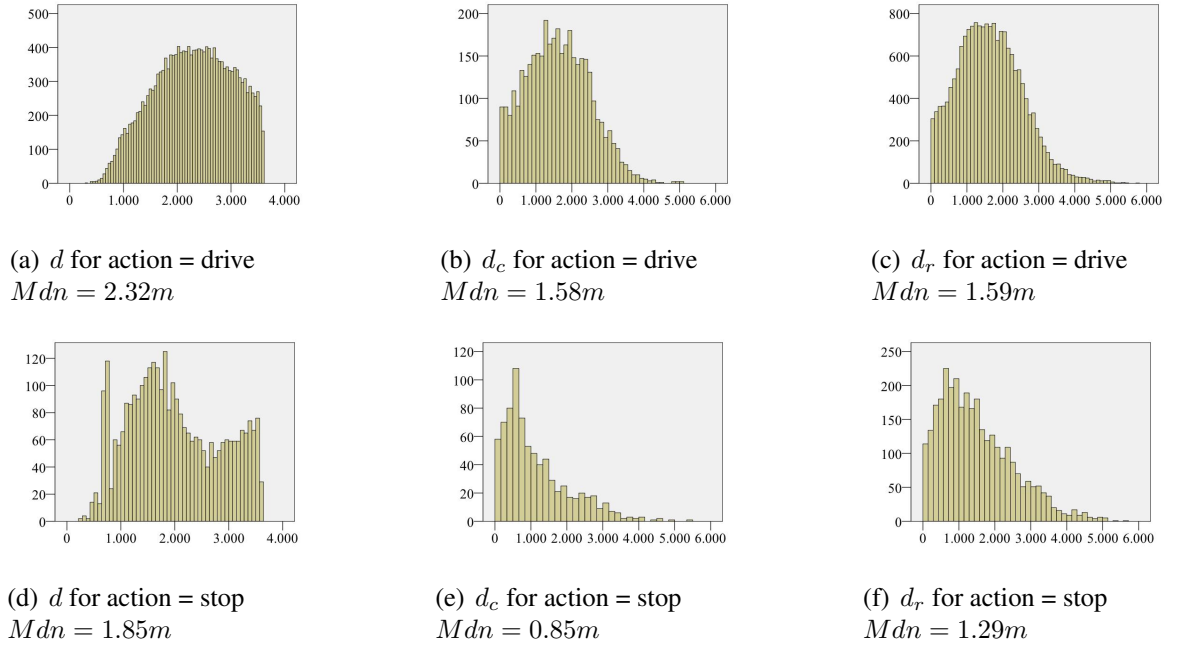 500
400
300
200
100
0
0 1.000 2.000 3.000 4.000
200
150
100
50
0
0 1.000 2.000 3.000 4.000 5.000 6.000
800
600
400
200
0
0 1.000 2.000 3.000 4.000 5.000 6.000
(a) d for action = drive
Mdn = 2.32m
(b) d_c for action = drive
Mdn = 1.58m
(c) d_r for action = drive
Mdn = 1.59m
120
100
80
60
40
20
0
0 1.000 2.000 3.000 4.000
120
100
80
60
40
20
0
0 1.000 2.000 3.000 4.000 5.000 6.000
250
200
150
100
50
0
0 1.000 2.000 3.000 4.000 5.000 6.000
(d) d for action = stop
Mdn = 1.85m
(e) d_c for action = stop
Mdn = 0.85m
(f) d_r for action = stop
Mdn = 1.29m